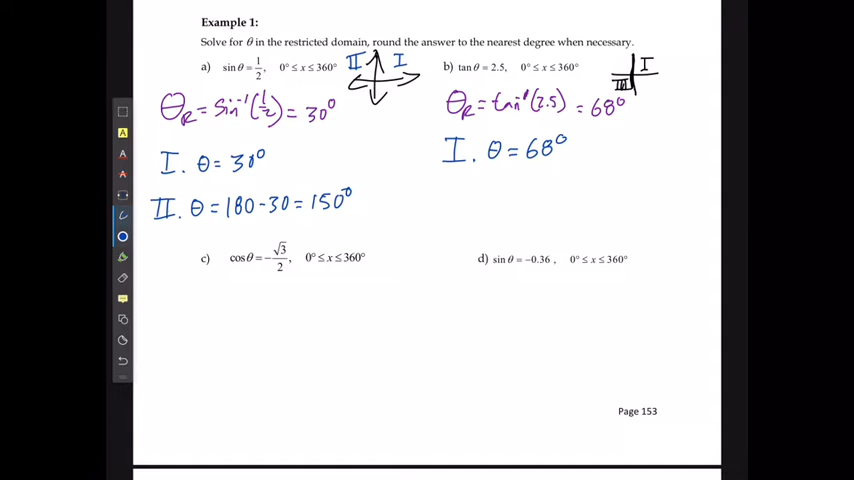 Example 1:
Solve for θ in the restricted domain, round the answer to the nearest degree when necessary.
a) sin θ = 1/2, 0° ≤ x ≤ 360°
II I
θR = sin⁻¹(1/2) = 30°
I. θ = 30°
II. θ = 180 - 30 = 150°
b) tan θ = 2.5, 0° ≤ x ≤ 360°
I
III
θR = tan⁻¹(2.5) = 68°
I. θ = 68°
c) cos θ = -√3/2, 0° ≤ x ≤ 360°
d) sin θ = -0.36, 0° ≤ x ≤ 360°
Page 153